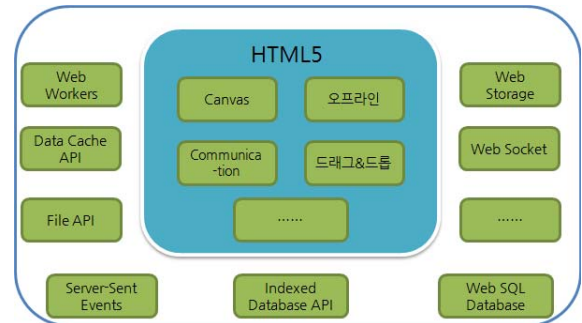 HTML5
Canvas
오프라인
Communica
-tion
드래그&드롭
......
Web
Workers
Data Cache
API
File API
Web
Storage
Web Socket
......
Server-Sent
Events
Indexed
Database API
Web SQL
Database